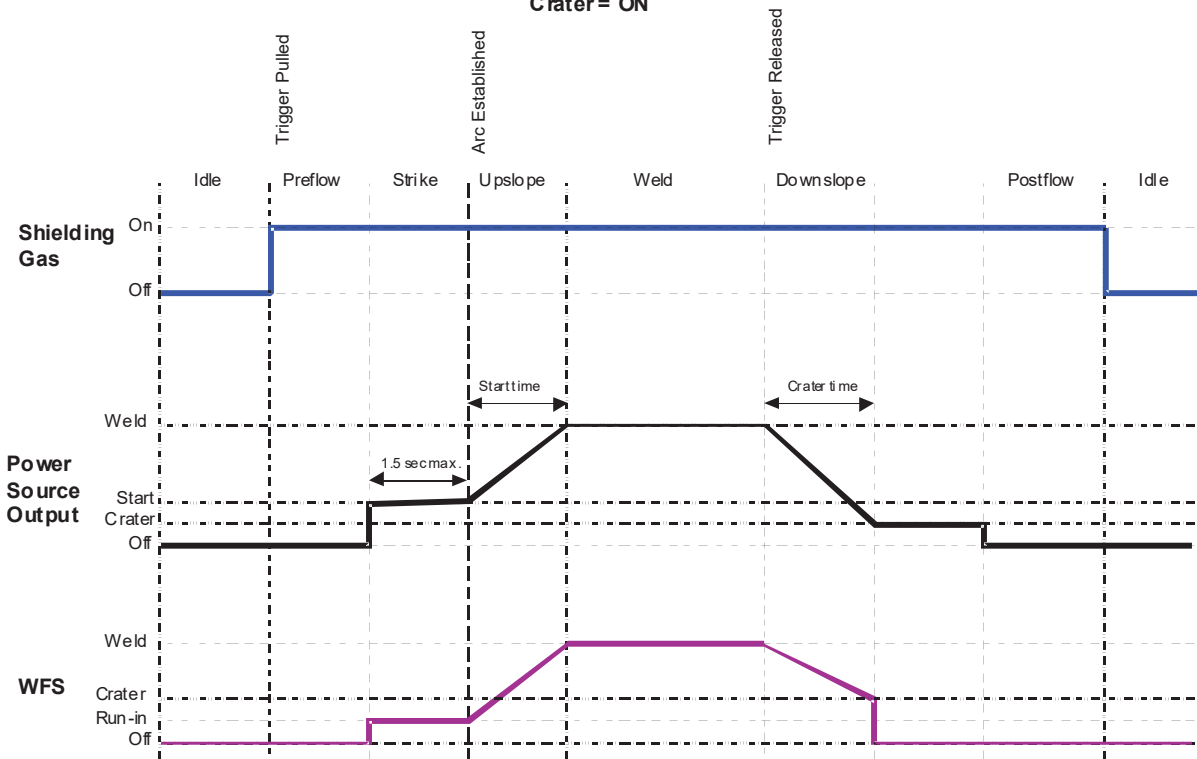 Crater = ON
Trigger Pulled
Arc Established
Trigger Released
Idle Preflow Strike Upslope Weld Downslope Postflow Idle
Shielding
Gas
On
Off
Start time
Crater time
Weld
1.5 sec max.
Power
Source
Output
Start
Crater
Off
Weld
WFS
Crater
Run-in
Off